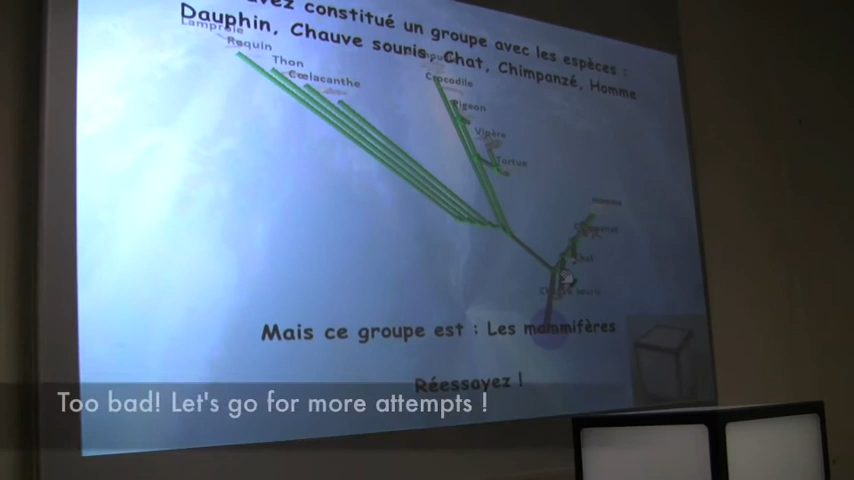 vez constitué un groupe avec les espèces :
Dauphin, Chauve souris, Chat, Chimpanzé, Homme
Lamproie
Requin
Thon
Cœlacanthe
Crocodile
Pigeon
Vipère
Tortue
Homme
Chat
Mais ce groupe est : Les mammifères
Réessayez !
Too bad! Let's go for more attempts !